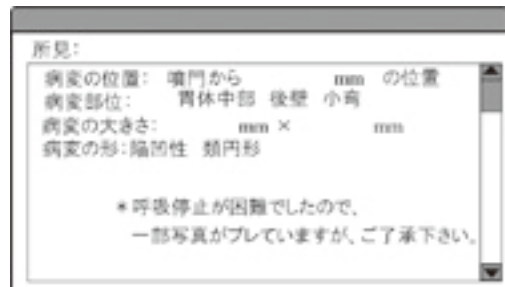 所見:
病変の位置: 噴門から mm の位置
病変部位: 胃体中部 後壁 小弯
病変の大きさ: mm × mm
病変の形:陥凹性 類円形
*呼吸停止が困難でしたので、
一部写真がブレていますが、ご了承下さい。